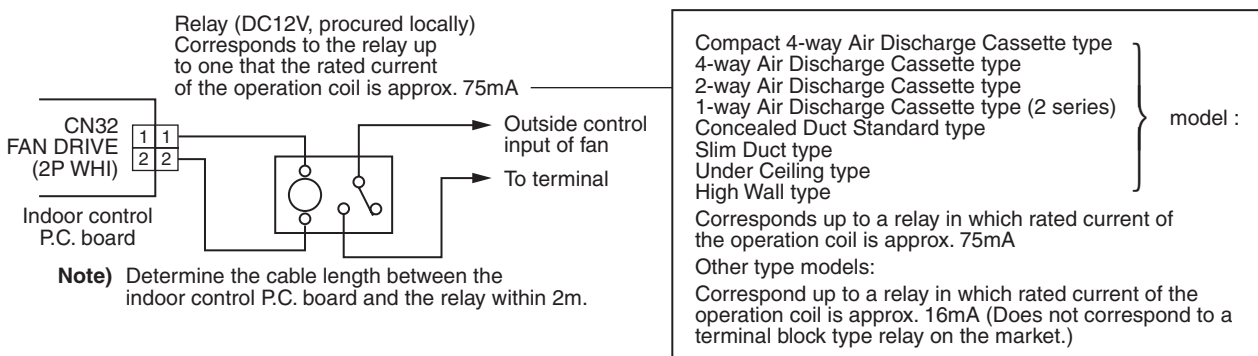 Relay (DC12V, procured locally)
Corresponds to the relay up
to one that the rated current
of the operation coil is approx. 75mA
CN32
FAN DRIVE
(2P WHI)
1 1
2 2
Outside control
input of fan
To terminal
Indoor control
P.C. board
Note) Determine the cable length between the
indoor control P.C. board and the relay within 2m.
Compact 4-way Air Discharge Cassette type
4-way Air Discharge Cassette type
2-way Air Discharge Cassette type
1-way Air Discharge Cassette type (2 series)
Concealed Duct Standard type
Slim Duct type
Under Ceiling type
High Wall type
model :
Corresponds up to a relay in which rated current of
the operation coil is approx. 75mA
Other type models:
Correspond up to a relay in which rated current of the
operation coil is approx. 16mA (Does not correspond to a
terminal block type relay on the market.)